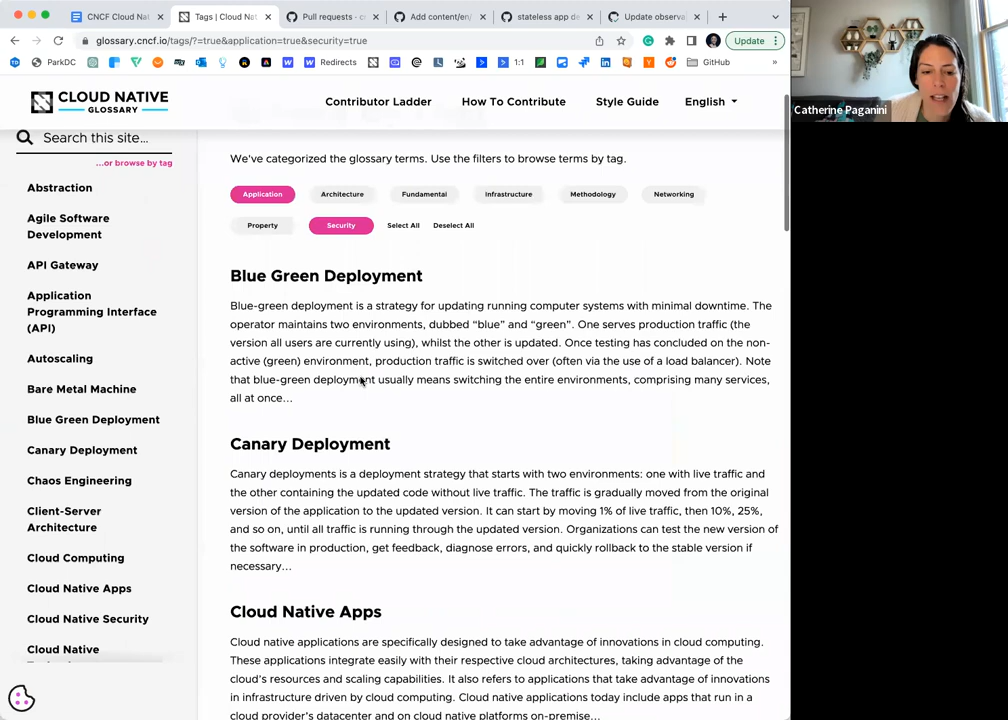 CNCF Cloud Na
Tags | Cloud Nat
Pull requests · c
Add content/en/
stateless app de
Update observa
glossary.cncf.io/tags/?=true&application=true&security=true
Update
ParkDC
Redirects
1:1
GitHub
»
CLOUD NATIVE
GLOSSARY
Contributor Ladder
How To Contribute
Style Guide
English
Catherine Paganini
Search this site…
...or browse by tag
Abstraction
Agile Software
Development
API Gateway
Application
Programming Interface
(API)
Autoscaling
Bare Metal Machine
Blue Green Deployment
Canary Deployment
Chaos Engineering
Client-Server
Architecture
Cloud Computing
Cloud Native Apps
Cloud Native Security
Cloud Native
We've categorized the glossary terms. Use the filters to browse terms by tag.
Application
Architecture
Fundamental
Infrastructure
Methodology
Networking
Property
Security
Select All
Deselect All
Blue Green Deployment
Blue-green deployment is a strategy for updating running computer systems with minimal downtime. The
operator maintains two environments, dubbed “blue” and “green”. One serves production traffic (the
version all users are currently using), whilst the other is updated. Once testing has concluded on the non-
active (green) environment, production traffic is switched over (often via the use of a load balancer). Note
that blue-green deployment usually means switching the entire environments, comprising many services,
all at once…
Canary Deployment
Canary deployments is a deployment strategy that starts with two environments: one with live traffic and
the other containing the updated code without live traffic. The traffic is gradually moved from the original
version of the application to the updated version. It can start by moving 1% of live traffic, then 10%, 25%,
and so on, until all traffic is running through the updated version. Organizations can test the new version of
the software in production, get feedback, diagnose errors, and quickly rollback to the stable version if
necessary…
Cloud Native Apps
Cloud native applications are specifically designed to take advantage of innovations in cloud computing.
These applications integrate easily with their respective cloud architectures, taking advantage of the
cloud’s resources and scaling capabilities. It also refers to applications that take advantage of innovations
in infrastructure driven by cloud computing. Cloud native applications today include apps that run in a
cloud provider’s datacenter and on cloud native platforms on-premise…